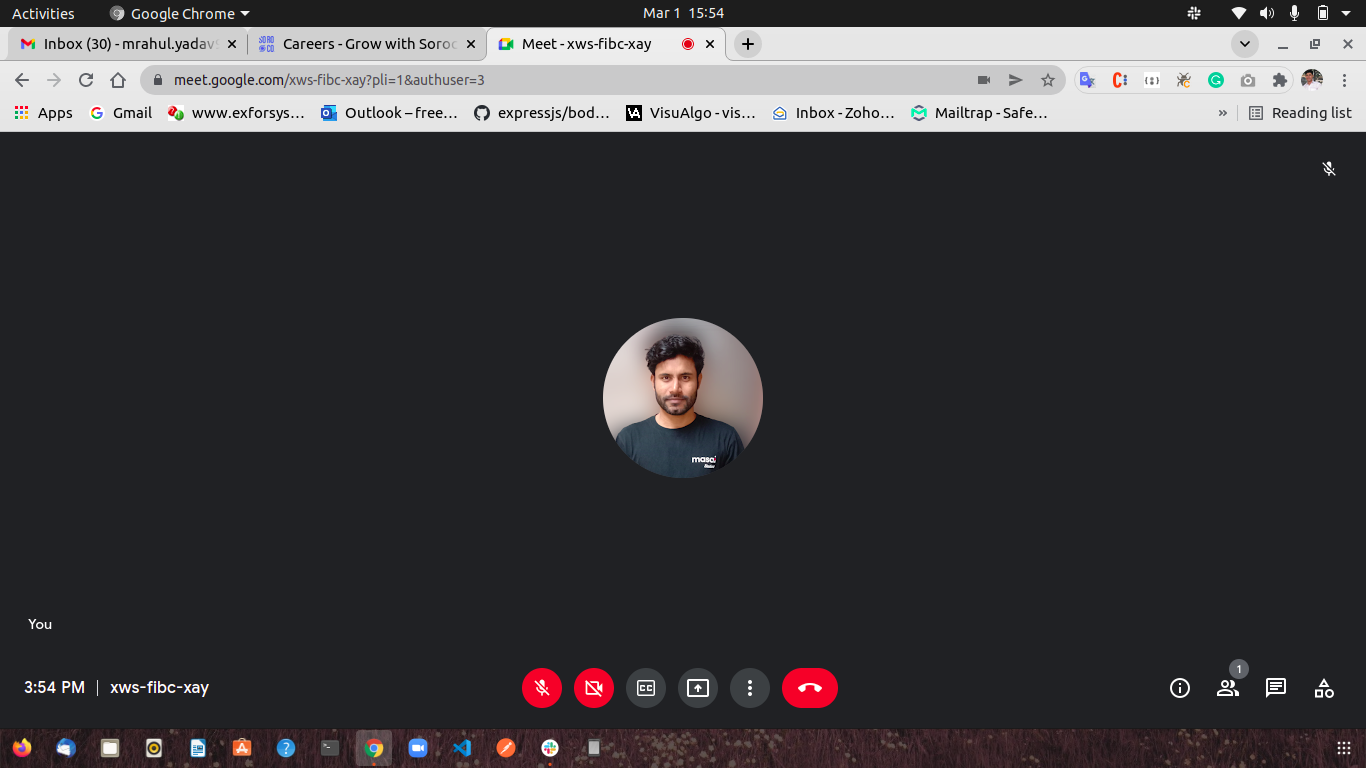 Activities Google Chrome Mar 1 15:54
Inbox (30) - mrahul.yadav Careers - Grow with Soroc Meet - xws-fibc-xay
meet.google.com/xws-fibc-xay?pli=1&authuser=3
Apps Gmail www.exforsys... Outlook – free... expressjs/bod... VisuAlgo - vis... Inbox - Zoho... Mailtrap - Safe... » Reading list
masai
You
1
3:54 PM | xws-fibc-xay